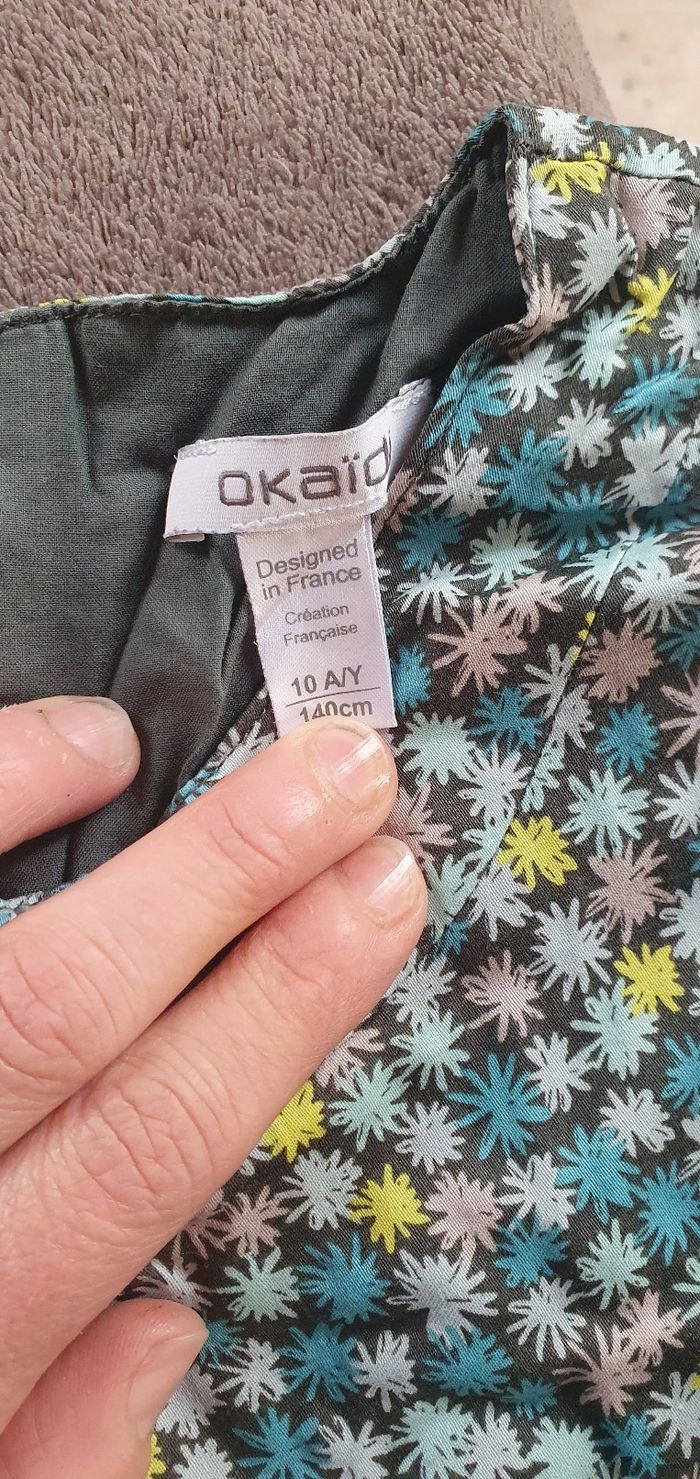 okaïdi
Designed
in France
Création
Française
10 A/Y
140cm